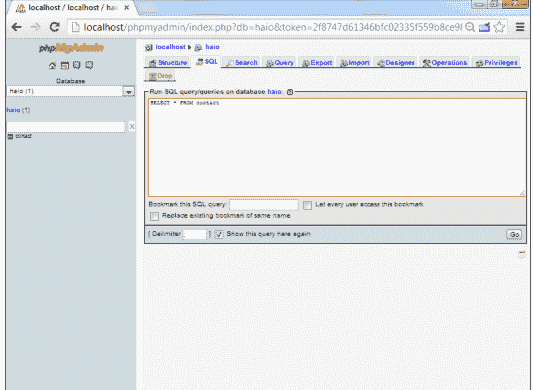 localhost / localhost / haio
localhost/phpmyadmin/index.php?db=haio&token=2f8747d61346bfc02335f559b8ce98
phpMyAdmin
localhost ▸ haio
Structure SQL Search Query Export Import Designer Operations Privileges
Drop
Database
haio (1)
haio (1)
X
contact
Run SQL query/queries on database haio:
SELECT * FROM contact
Bookmark this SQL query: Let every user access this bookmark
Replace existing bookmark of same name
[ Delimiter ; ] Show this query here again
Go